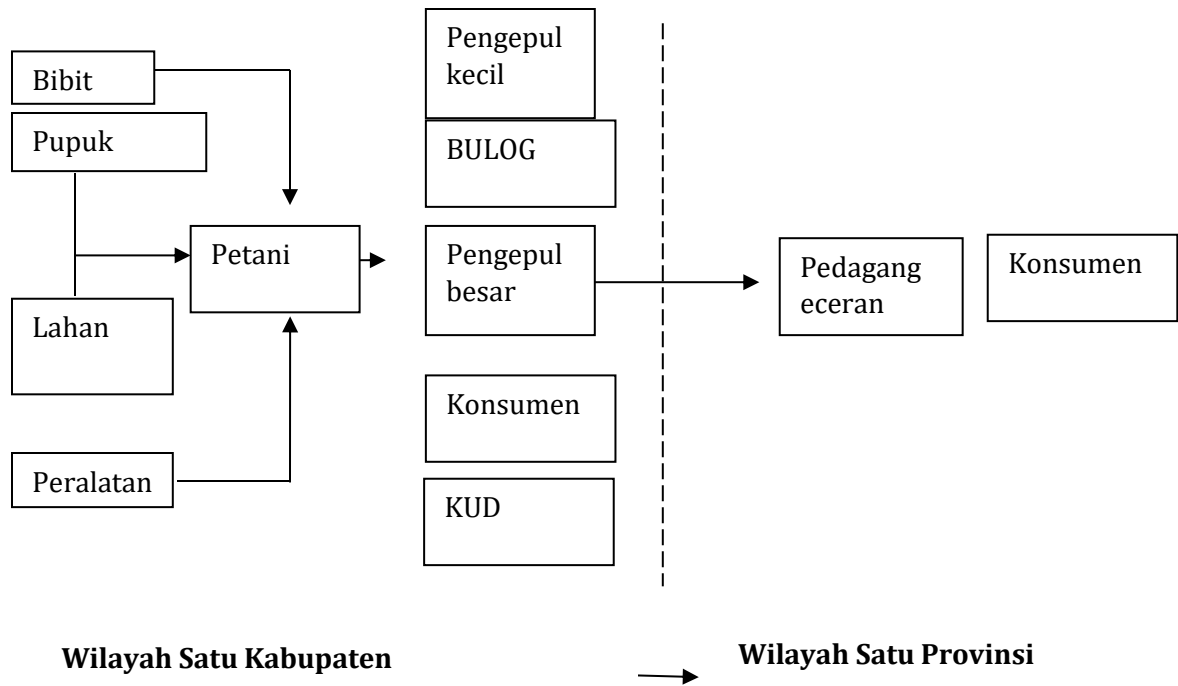 Bibit
Pupuk
Lahan
Peralatan
Petani
Pengepul
kecil
BULOG
Pengepul
besar
Konsumen
KUD
Pedagang
eceran
Konsumen
Wilayah Satu Kabupaten
Wilayah Satu Provinsi